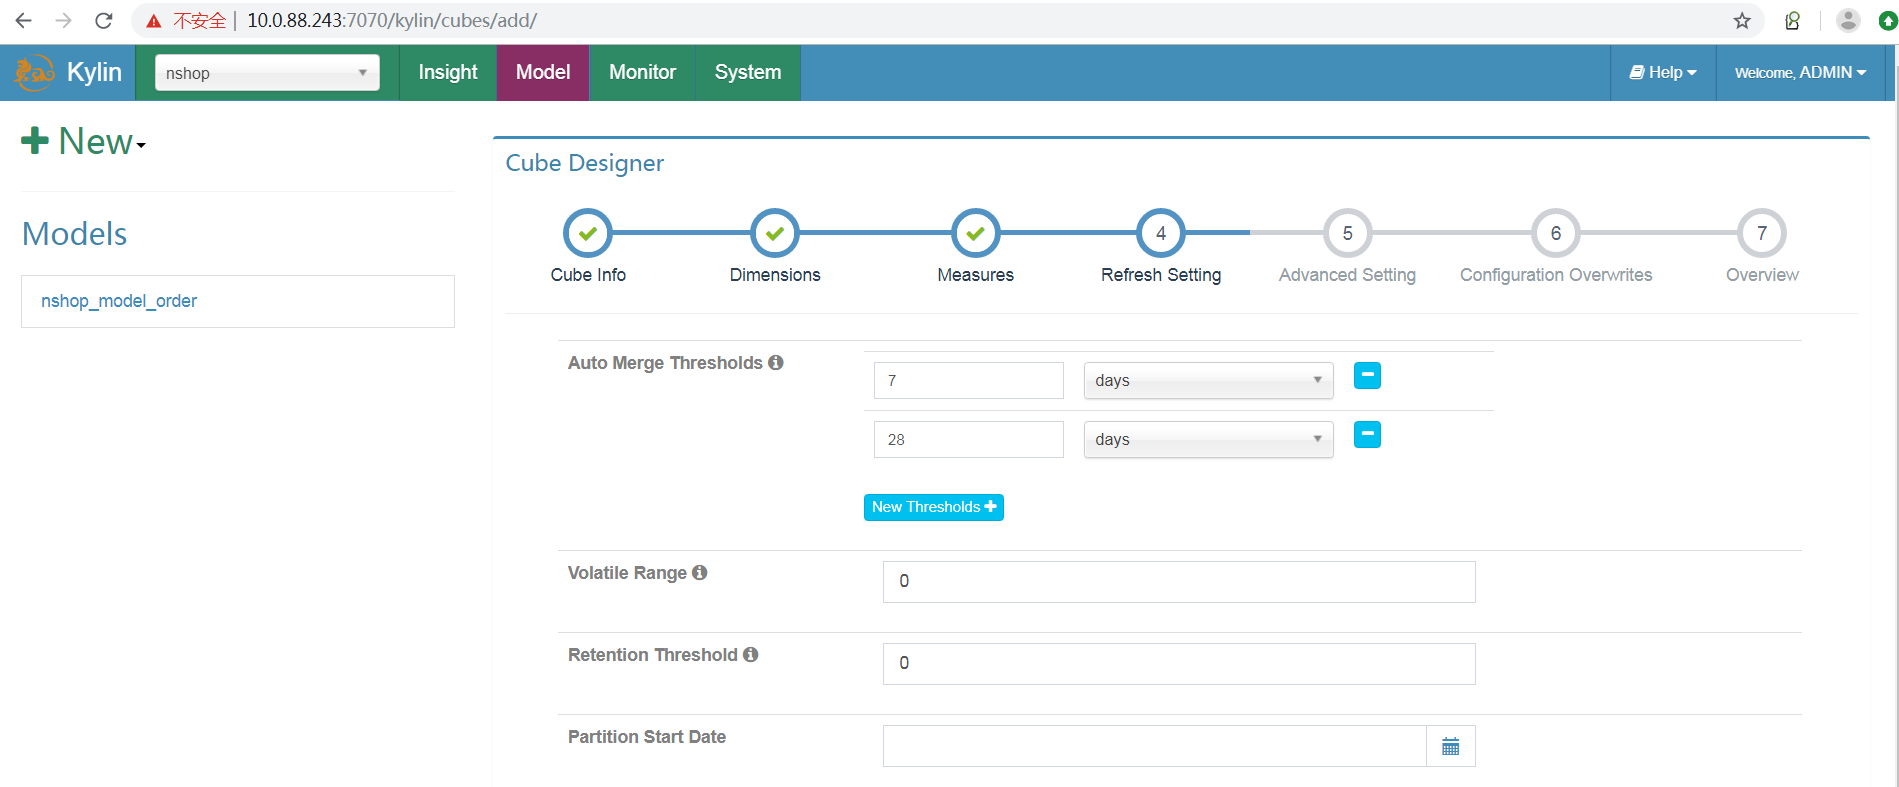 不安全 | 10.0.88.243:7070/kylin/cubes/add/
Kylin nshop Insight Model Monitor System Help Welcome, ADMIN
New
Cube Designer
Models
4 5 6 7
Cube Info Dimensions Measures Refresh Setting Advanced Setting Configuration Overwrites Overview
nshop_model_order
Auto Merge Thresholds
7 days
28 days
New Thresholds
Volatile Range 0
Retention Threshold 0
Partition Start Date